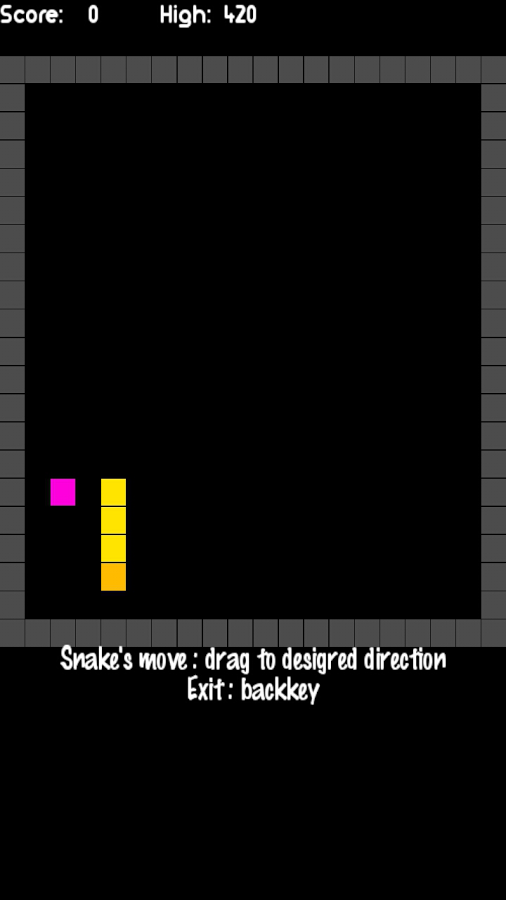 Score: 0 High: 420
Snake's move : drag to desigred direction
Exit : backkey